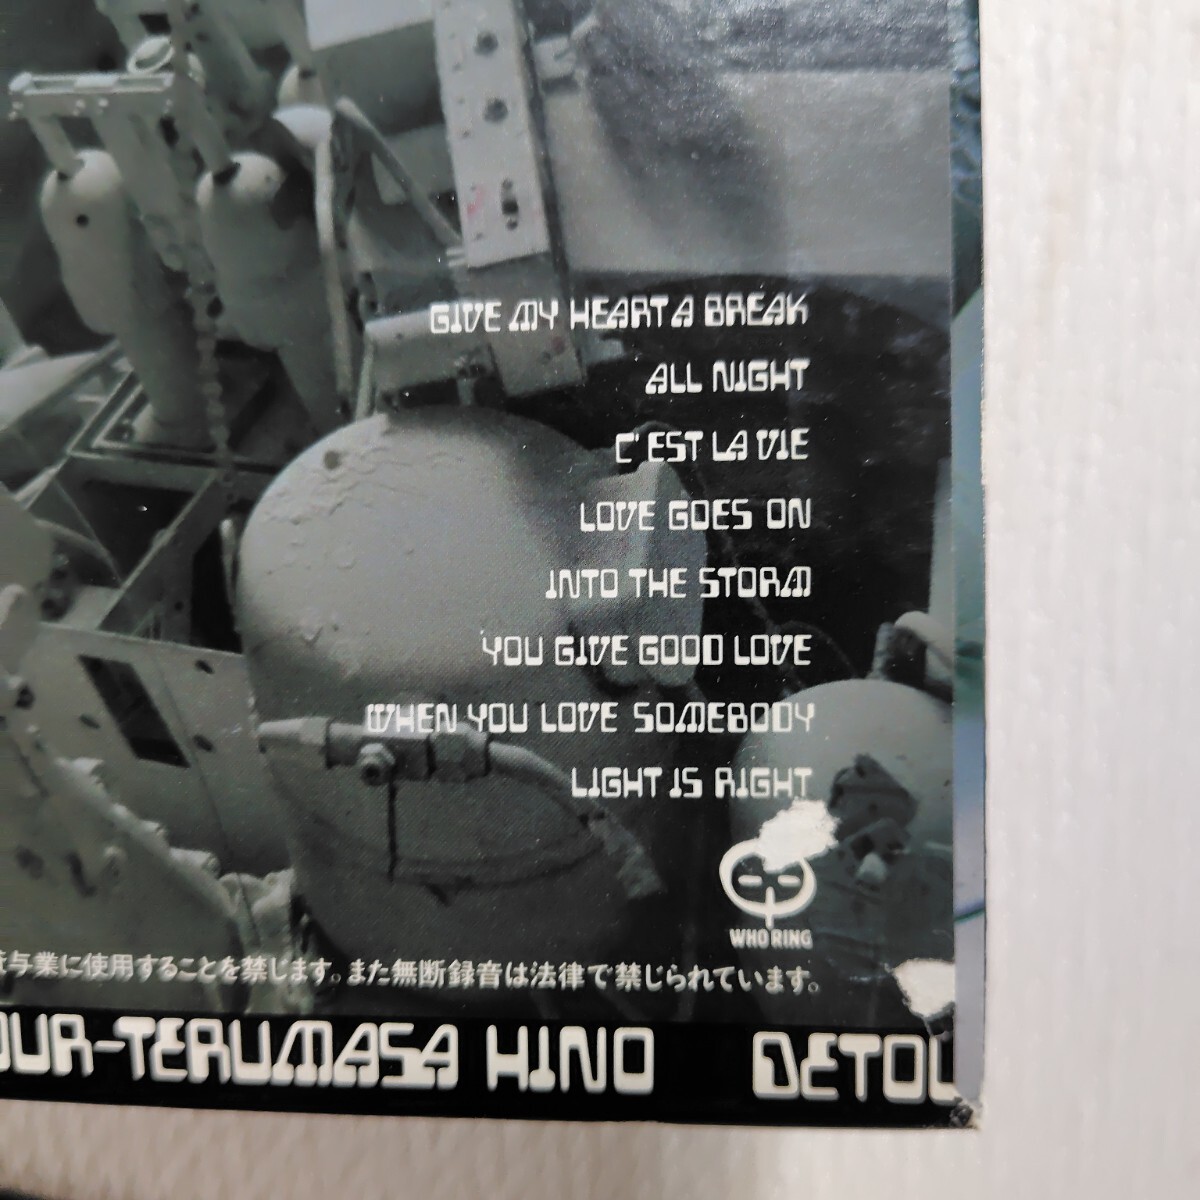 GIVE MY HEART A BREAK
ALL NIGHT
C'EST LA VIE
LOVE GOES ON
INTO THE STORM
YOU GIVE GOOD LOVE
WHEN YOU LOVE SOMEBODY
LIGHT IS RIGHT
WHO RING
与業に使用することを禁じます。また無断録音は法律で禁じられています。
OUR-TERUMASA HINO DETOU